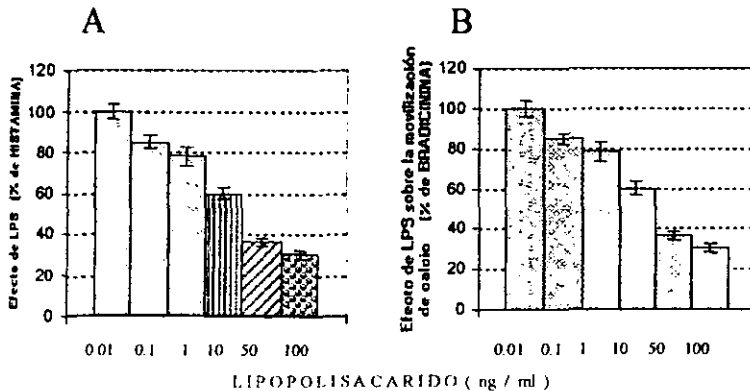 A
B
Efecto de LPS [% de HISTAMINA]
120
100
80
60
40
20
0
0.01 0.1 1 10 50 100
Efecto de LPS sobre la movilización
de calcio [% de BRADICININA]
120
100
80
60
40
20
0
0.01 0.1 1 10 50 100
LIPOPOLISACARIDO ( ng / ml )